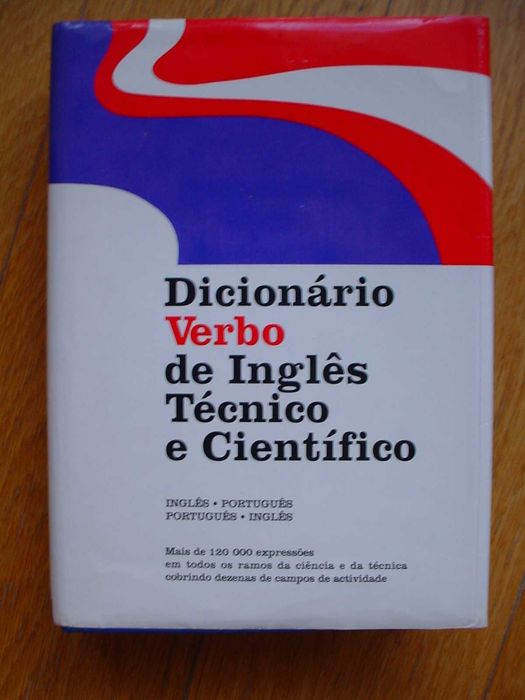 Dicionário
Verbo
de Inglês
Técnico
e Científico
INGLÊS • PORTUGUÊS
PORTUGUÊS • INGLÊS
Mais de 120 000 expressões
em todos os ramos da ciência e da técnica
cobrindo dezenas de campos de actividade